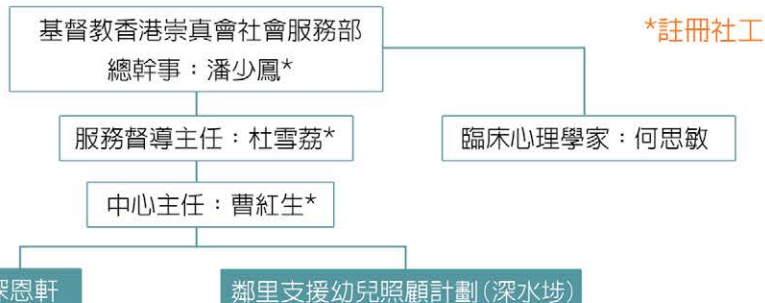 基督教香港崇真會社會服務部
總幹事：潘少鳳*
*註冊社工
服務督導主任：杜雪荔*
臨床心理學家：何思敏
中心主任：曹紅生*
深恩軒
鄰里支援幼兒照顧計劃(深水埗)